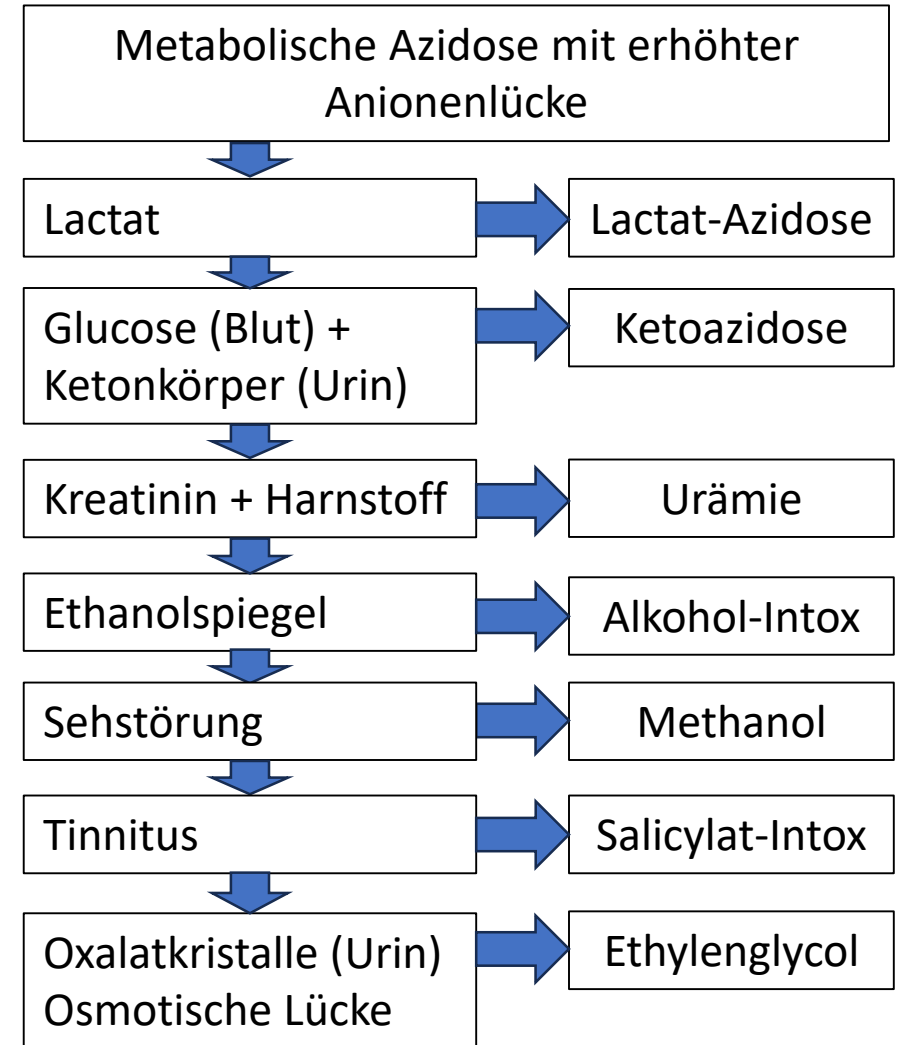 Metabolische Azidose mit erhöhter
Anionenlücke
Lactat
Lactat-Azidose
Glucose (Blut) +
Ketonkörper (Urin)
Ketoazidose
Kreatinin + Harnstoff
Urämie
Ethanolspiegel
Alkohol-Intox
Sehstörung
Methanol
Tinnitus
Salicylat-Intox
Oxalatkristalle (Urin)
Osmotische Lücke
Ethylenglycol